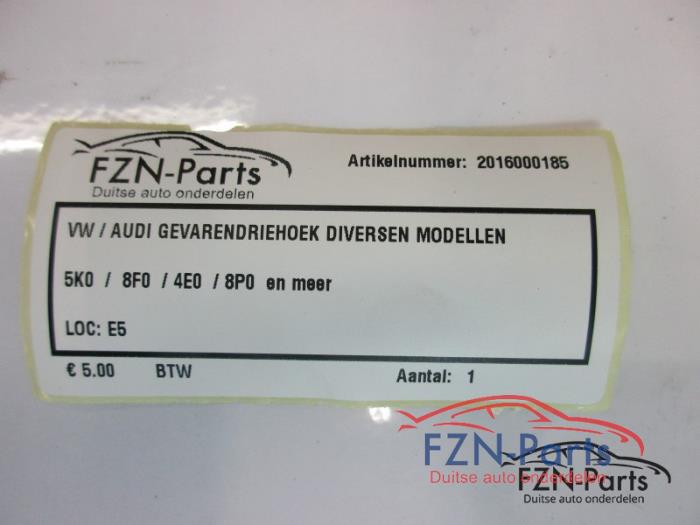 FZN-Parts
Duitse auto onderdelen
Artikelnummer: 2016000185
VW / AUDI GEVARENDRIEHOEK DIVERSEN MODELLEN
5K0 / 8F0 / 4E0 / 8P0 en meer
LOC: E5
€ 5.00 BTW Aantal: 1
FZN-Parts
Duitse auto onderdelen
FZN-Parts
Duitse auto onderdelen